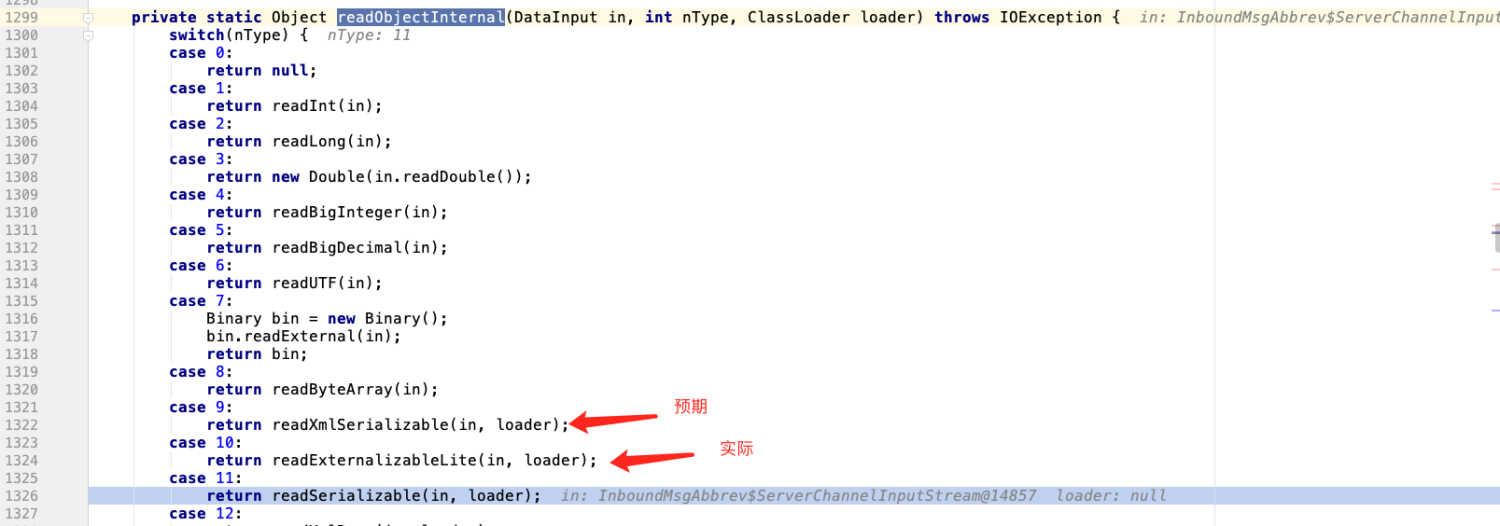 1299 private static Object readObjectInternal(DataInput in, int nType, ClassLoader loader) throws IOException { in: InboundMsgAbbrev$ServerChannelInput
1300 switch(nType) { nType: 11
1301 case 0:
1302 return null;
1303 case 1:
1304 return readInt(in);
1305 case 2:
1306 return readLong(in);
1307 case 3:
1308 return new Double(in.readDouble());
1309 case 4:
1310 return readBigInteger(in);
1311 case 5:
1312 return readBigDecimal(in);
1313 case 6:
1314 return readUTF(in);
1315 case 7:
1316 Binary bin = new Binary();
1317 bin.readExternal(in);
1318 return bin;
1319 case 8:
1320 return readByteArray(in);
1321 case 9:
预期
1322 return readXmlSerializable(in, loader);
1323 case 10:
实际
1324 return readExternalizableLite(in, loader);
1325 case 11:
1326 return readSerializable(in, loader); in: InboundMsgAbbrev$ServerChannelInputStream@14857 loader: null
1327 case 12: